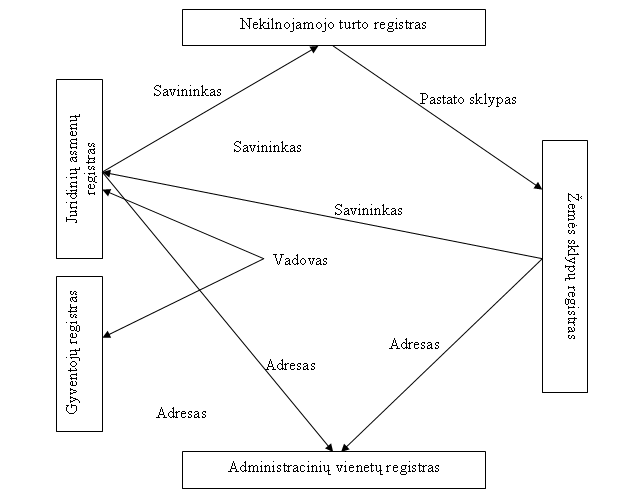 Nekilnojamojo turto registras
Savininkas
Pastato sklypas
Juridinių asmenų
registras
Savininkas
Savininkas
Žemės sklypų registras
Vadovas
Gyventojų registras
Adresas
Adresas
Adresas
Administracinių vienetų registras